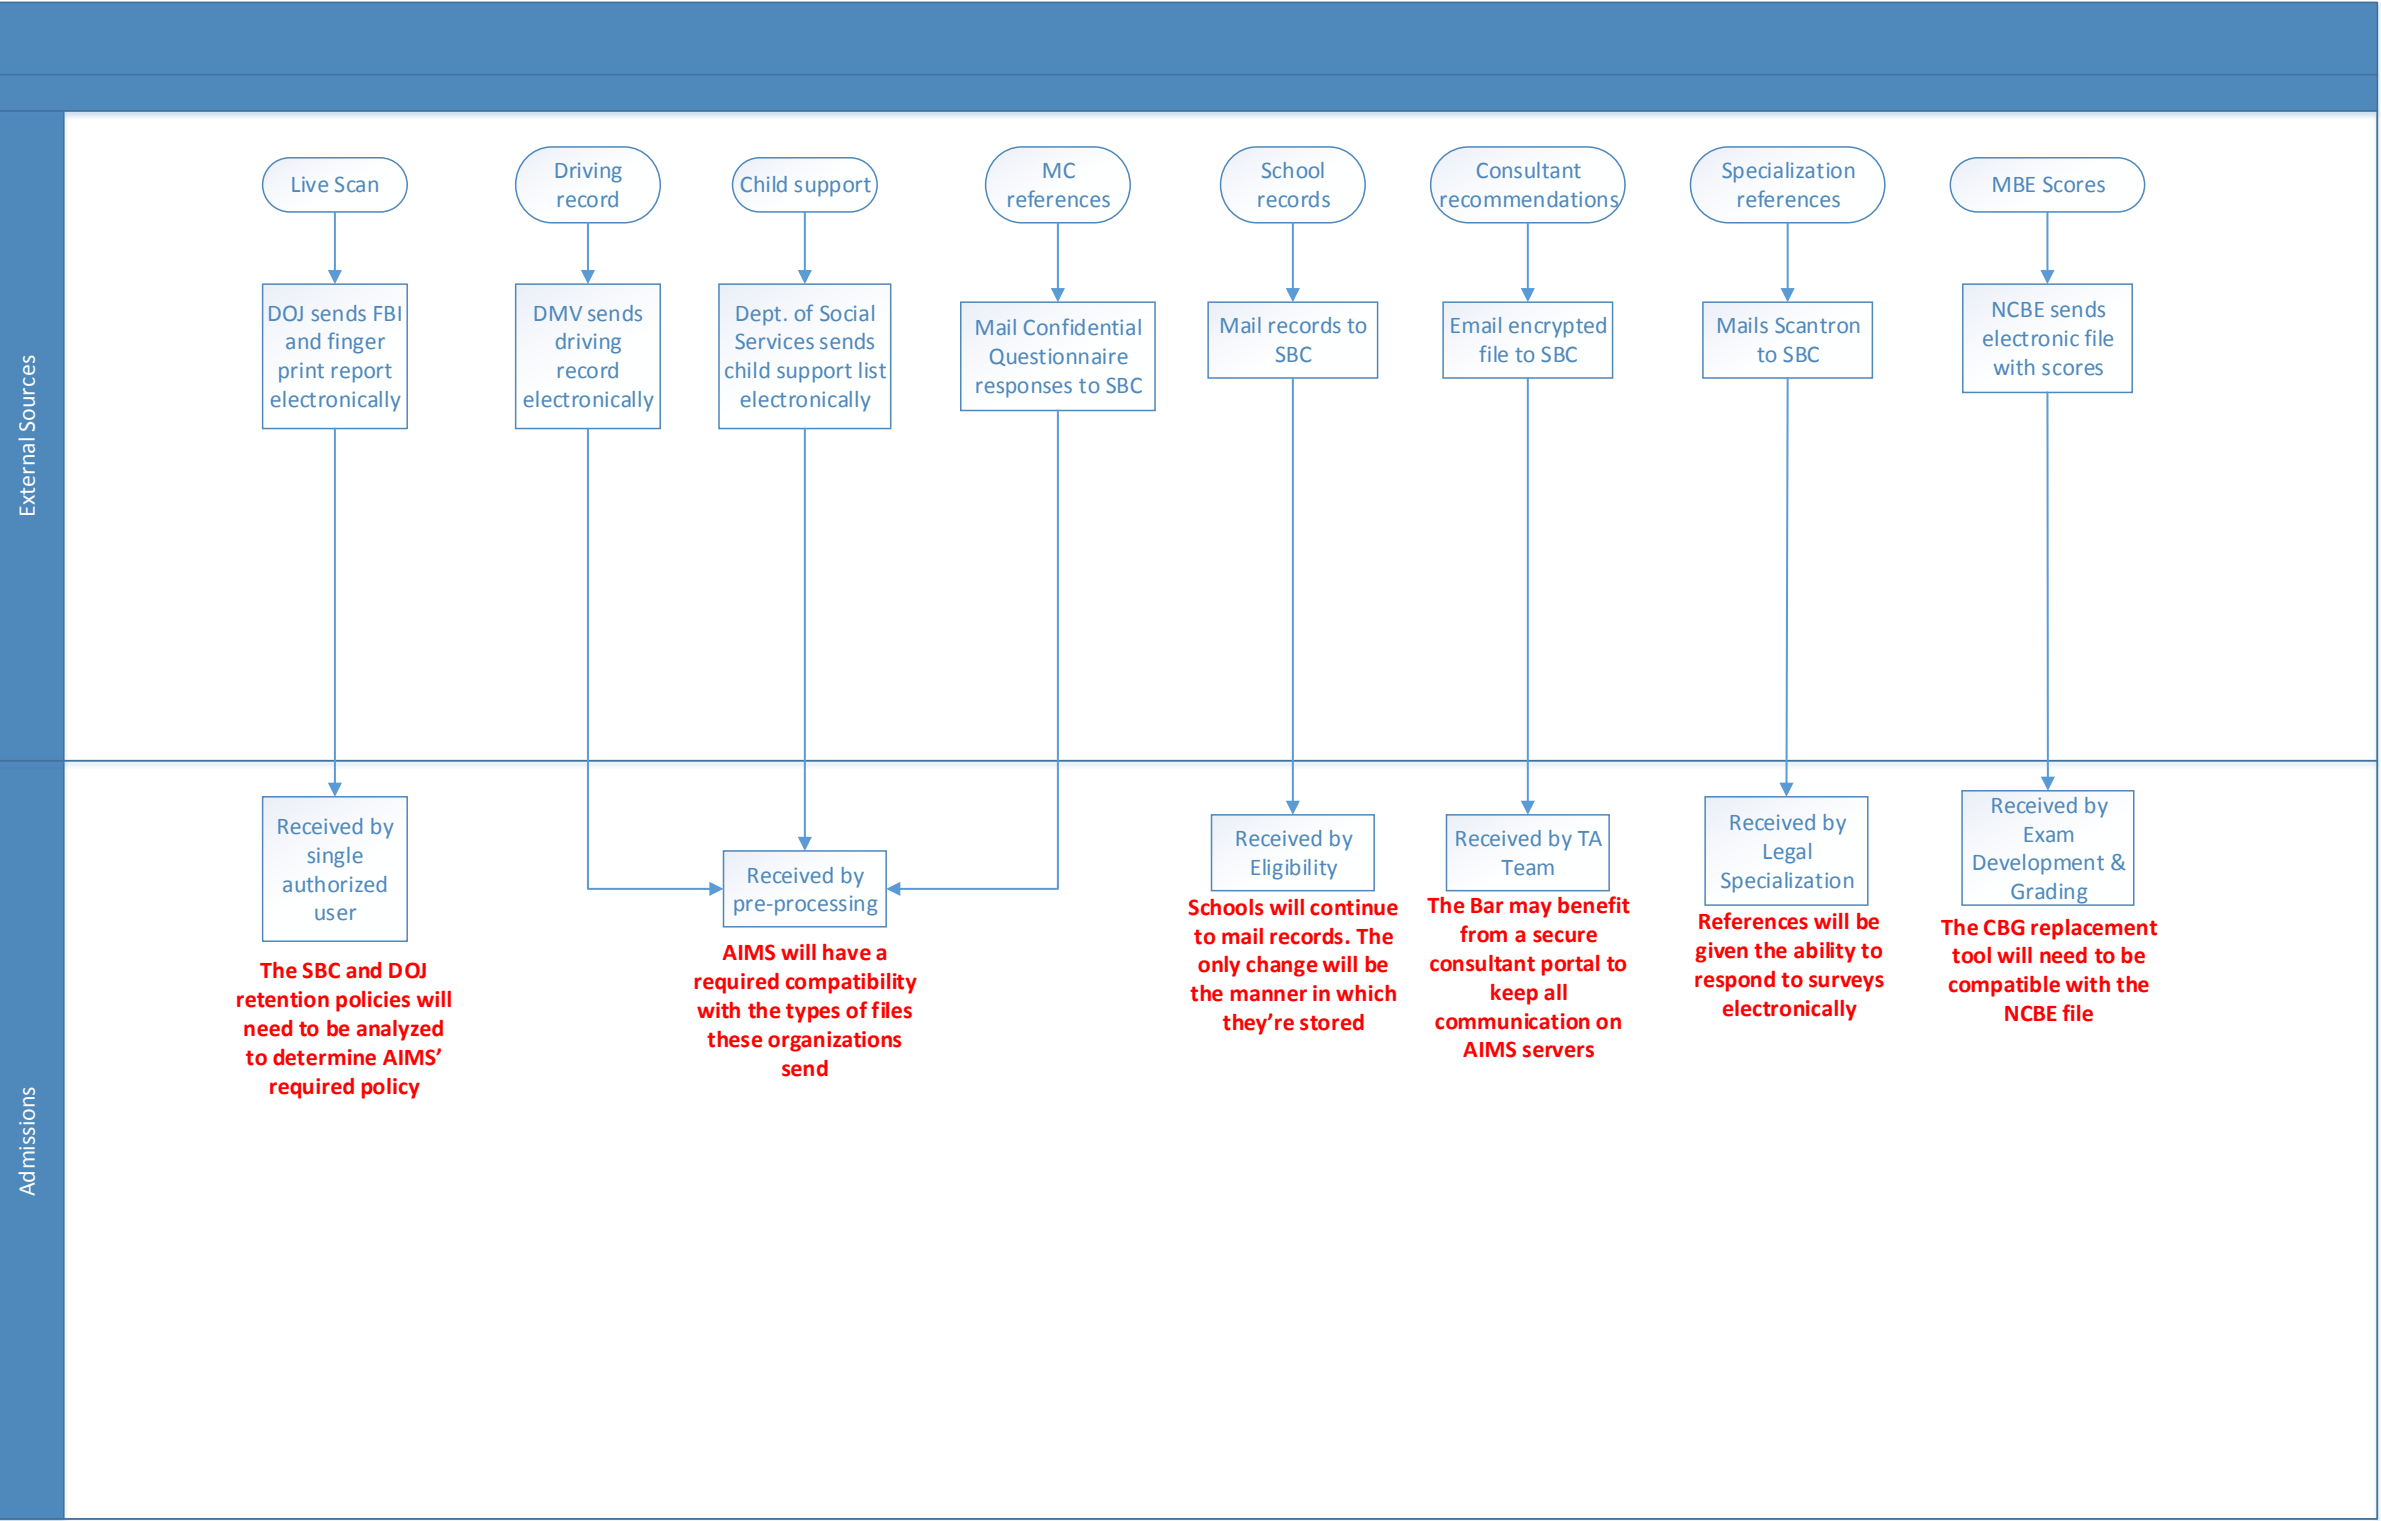 External Sources
Live Scan
Driving
record
Child support
MC
references
School
records
Consultant
recommendations
Specialization
references
MBE Scores
DOJ sends FBI
and finger
print report
electronically
DMV sends
driving
record
electronically
Dept. of Social
Services sends
child support list
electronically
Mail Confidential
Questionnaire
responses to SBC
Mail records to
SBC
Email encrypted
file to SBC
Mails Scantron
to SBC
NCBE sends
electronic file
with scores
Admissions
Received by
single
authorized
user
The SBC and DOJ
retention policies will
need to be analyzed
to determine AIMS’
required policy
Received by
pre-processing
AIMS will have a
required compatibility
with the types of files
these organizations
send
Received by
Eligibility
Schools will continue
to mail records. The
only change will be
the manner in which
they’re stored
Received by TA
Team
The Bar may benefit
from a secure
consultant portal to
keep all
communication on
AIMS servers
Received by
Legal
Specialization
References will be
given the ability to
respond to surveys
electronically
Received by
Exam
Development &
Grading
The CBG replacement
tool will need to be
compatible with the
NCBE file